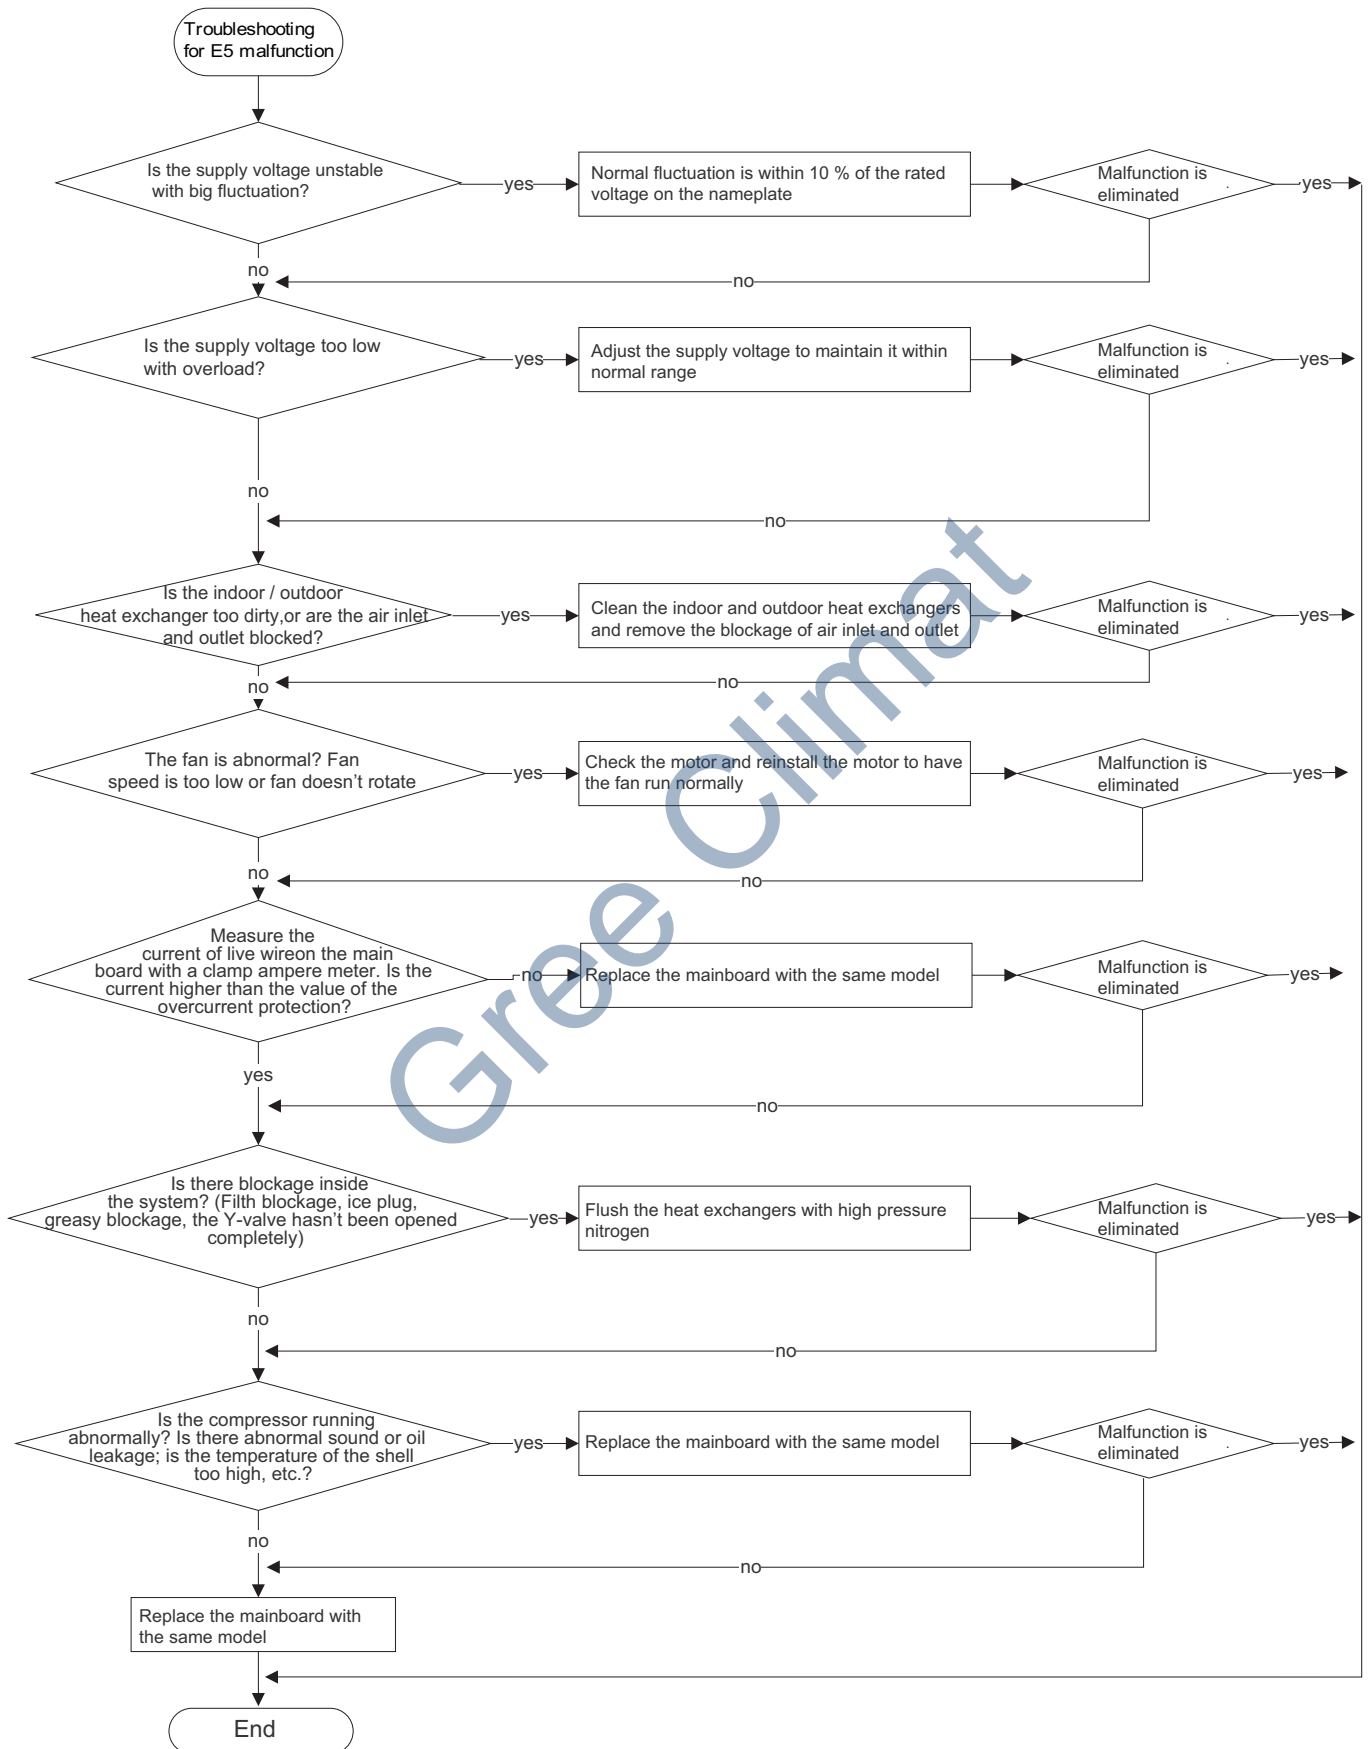 Troubleshooting
for E5 malfunction
Is the supply voltage unstable
with big fluctuation?
yes
Normal fluctuation is within 10 % of the rated
voltage on the nameplate
Malfunction is
eliminated
yes
no
no
Is the supply voltage too low
with overload?
yes
Adjust the supply voltage to maintain it within
normal range
Malfunction is
eliminated
yes
no
no
Is the indoor / outdoor
heat exchanger too dirty,or are the air inlet
and outlet blocked?
yes
Clean the indoor and outdoor heat exchangers
and remove the blockage of air inlet and outlet
Malfunction is
eliminated
yes
no
no
The fan is abnormal? Fan
speed is too low or fan doesn't rotate
yes
Check the motor and reinstall the motor to have
the fan run normally
Malfunction is
eliminated
yes
no
no
Measure the
current of live wireon the main
board with a clamp ampere meter. Is the
current higher than the value of the
overcurrent protection?
no
Replace the mainboard with the same model
Malfunction is
eliminated
yes
yes
no
Is there blockage inside
the system? (Filth blockage, ice plug,
greasy blockage, the Y-valve hasn't been opened
completely)
yes
Flush the heat exchangers with high pressure
nitrogen
Malfunction is
eliminated
yes
no
no
Is the compressor running
abnormally? Is there abnormal sound or oil
leakage; is the temperature of the shell
too high, etc.?
yes
Replace the mainboard with the same model
Malfunction is
eliminated
yes
no
no
Replace the mainboard with
the same model
End
Gree Climat